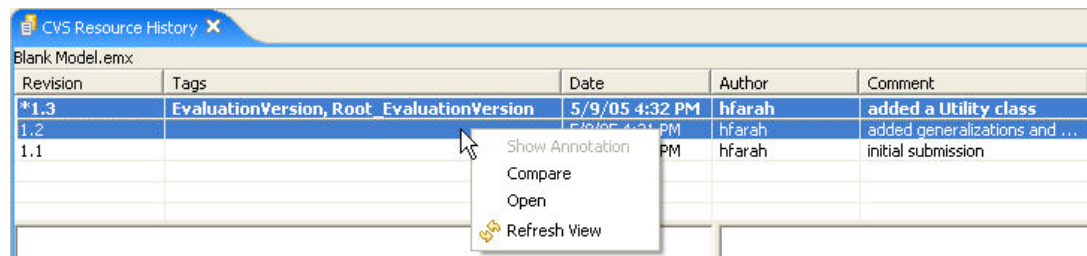 CVS Resource History
Blank Model.emx
Revision Tags Date Author Comment
*1.3 EvaluationVersion, Root_EvaluationVersion 5/9/05 4:32 PM hfarah added a Utility class
1.2 PM hfarah added generalizations and ...
1.1 PM hfarah initial submission
Show Annotation
Compare
Open
Refresh View